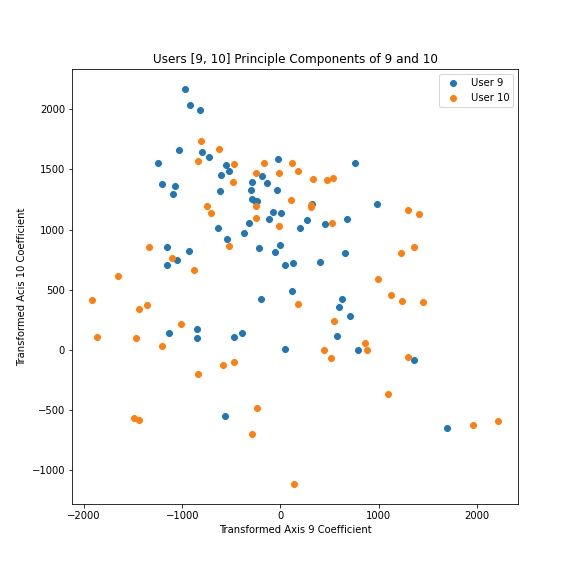 Users [9, 10] Principle Components of 9 and 10
User 9
User 10
Transformed Acis 10 Coefficient
2000
1500
1000
500
0
−500
−1000
−2000 −1000 0 1000 2000
Transformed Axis 9 Coefficient